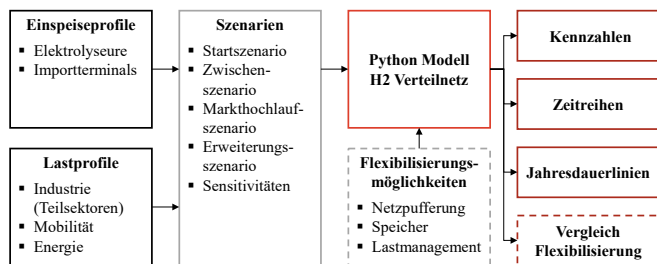 Einspeiseprofile
▪ Elektrolyseure
▪ Importterminals
Lastprofile
▪ Industrie
(Teilsektoren)
▪ Mobilität
▪ Energie
Szenarien
▪ Startszenario
▪ Zwischen-
szenario
▪ Markthochlauf-
szenario
▪ Erweiterungs-
szenario
▪ Sensitivitäten
Python Modell
H2 Verteilnetz
Flexibilisierungs-
möglichkeiten
▪ Netzpufferung
▪ Speicher
▪ Lastmanagement
Kennzahlen
Zeitreihen
Jahresdauerlinien
Vergleich
Flexibilisierung